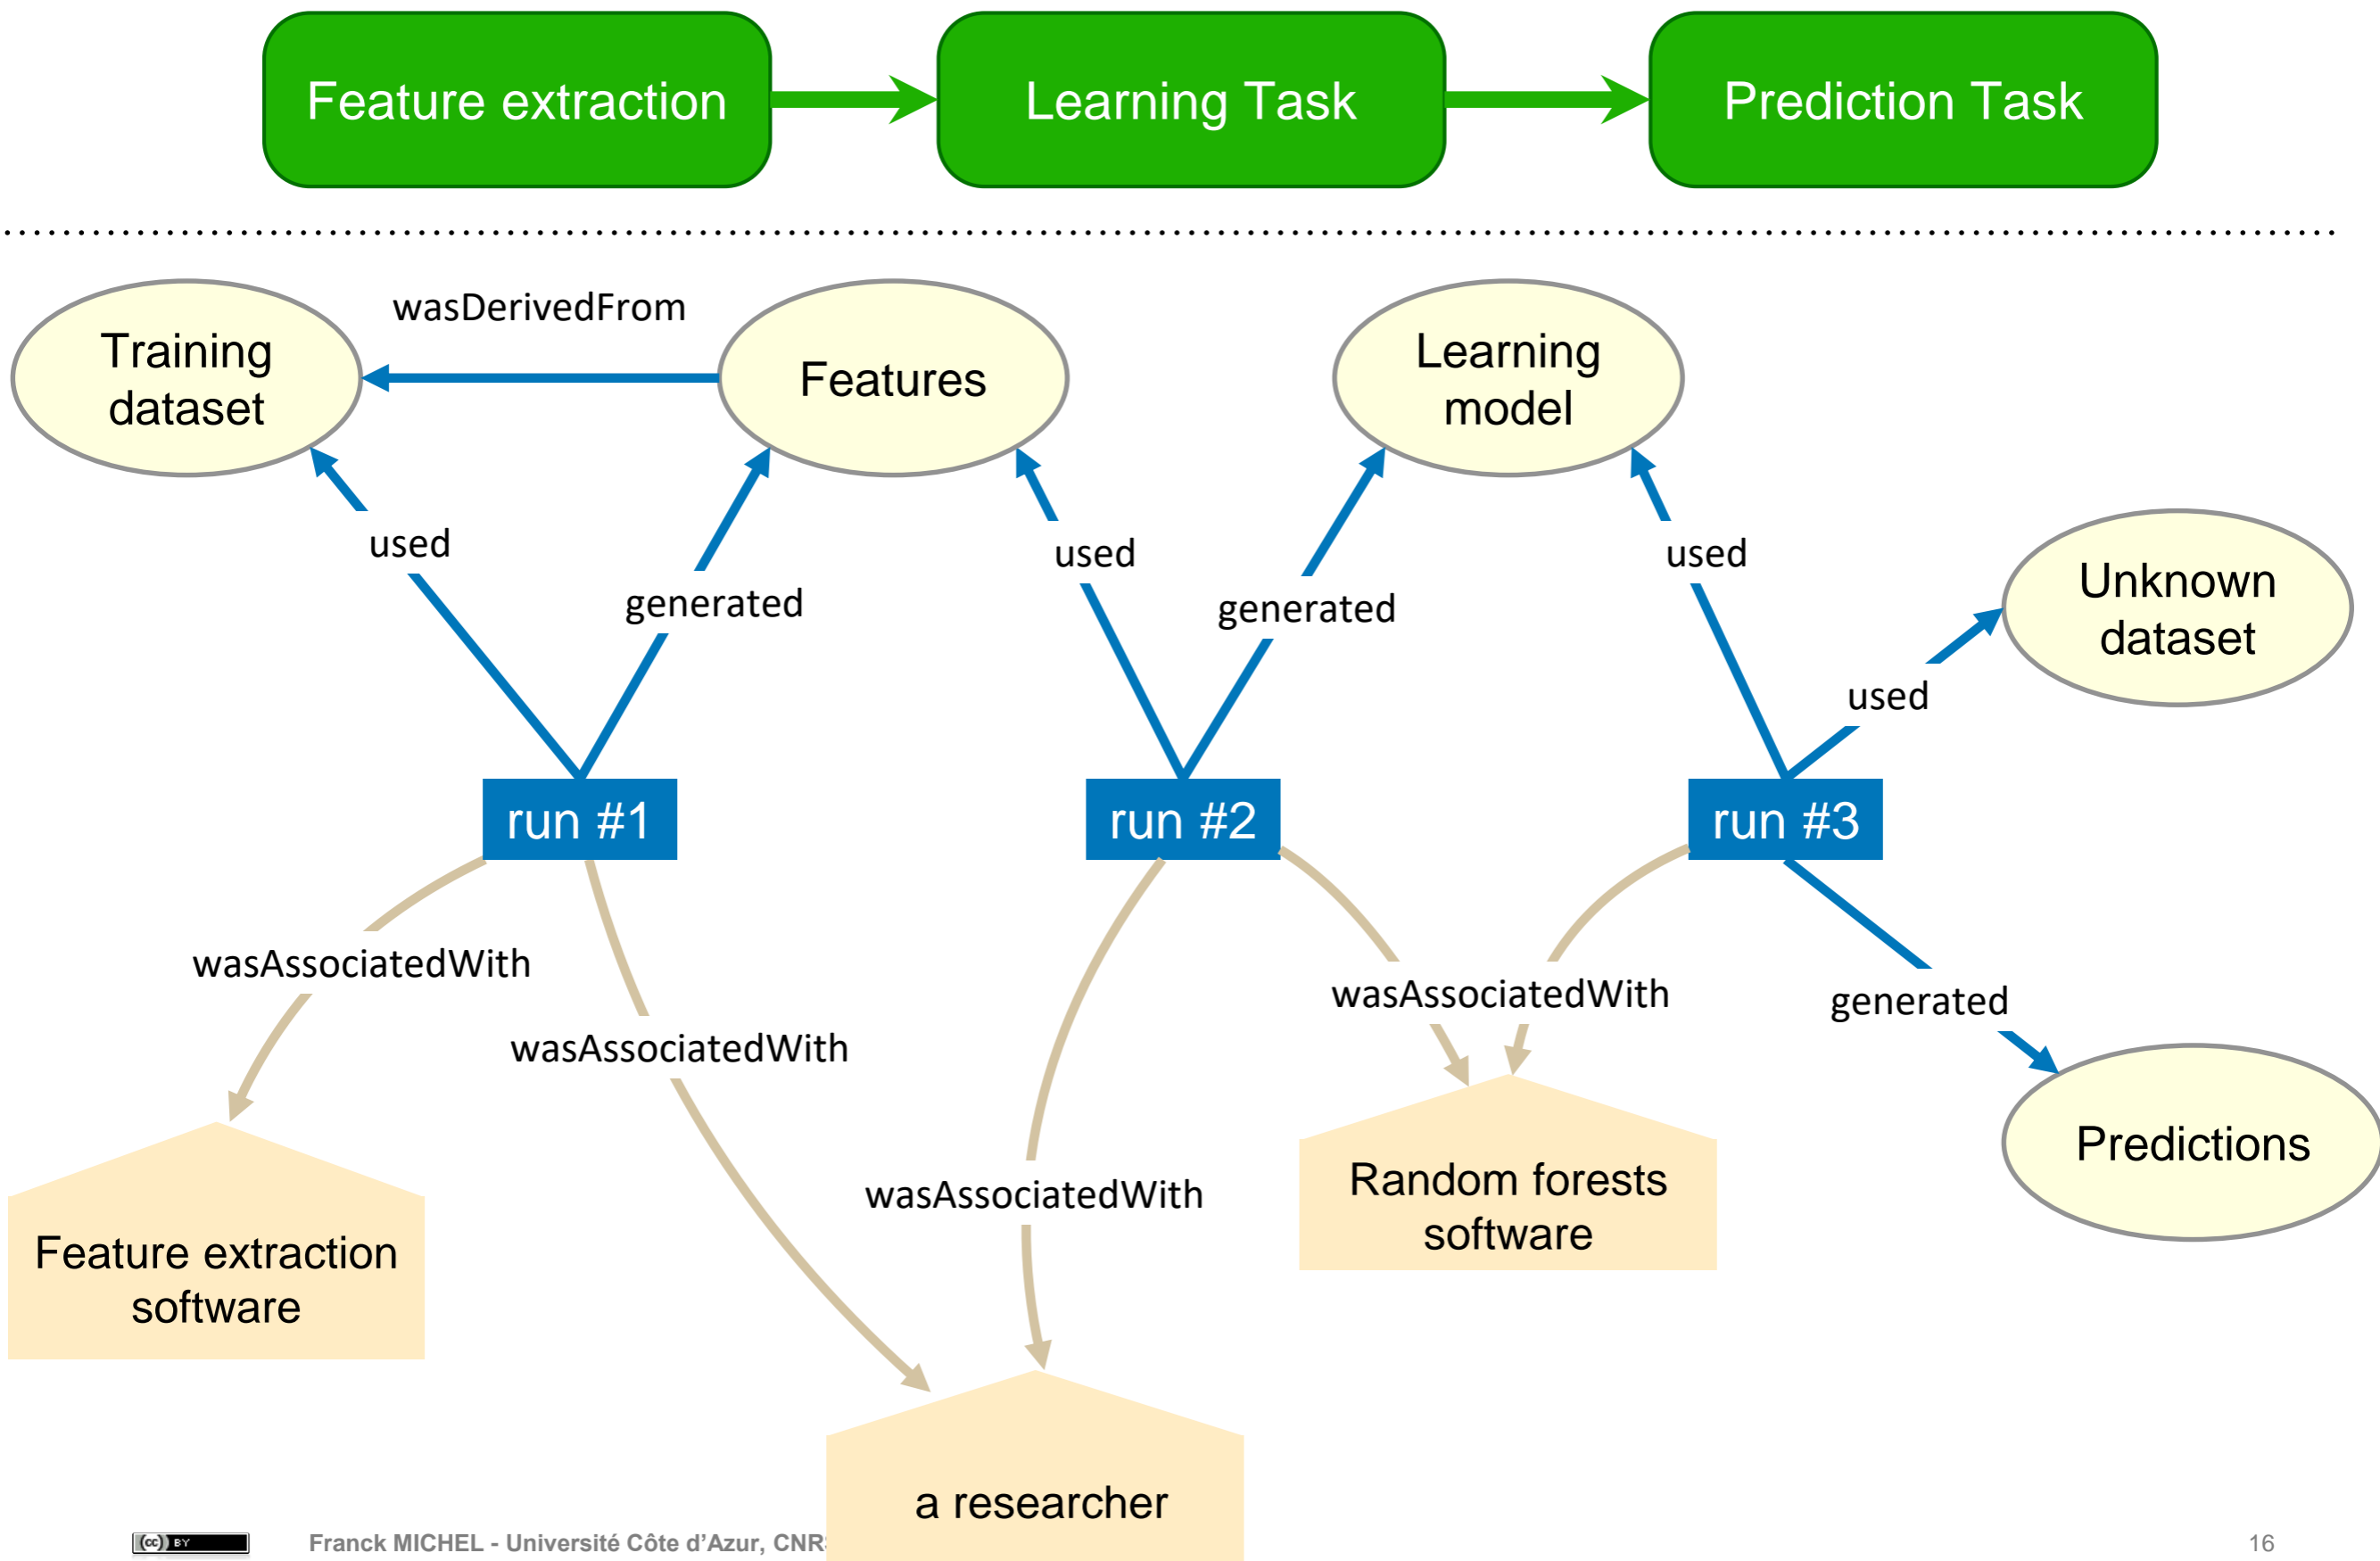 Feature extraction
Learning Task
Prediction Task
wasDerivedFrom
Training
dataset
Features
Learning
model
used
generated
used
generated
used
Unknown
dataset
used
run #1
run #2
run #3
wasAssociatedWith
wasAssociatedWith
wasAssociatedWith
generated
wasAssociatedWith
Random forests
software
Predictions
Feature extraction
software
a researcher
(cc) BY
Franck MICHEL - Université Côte d'Azur, CNR
16